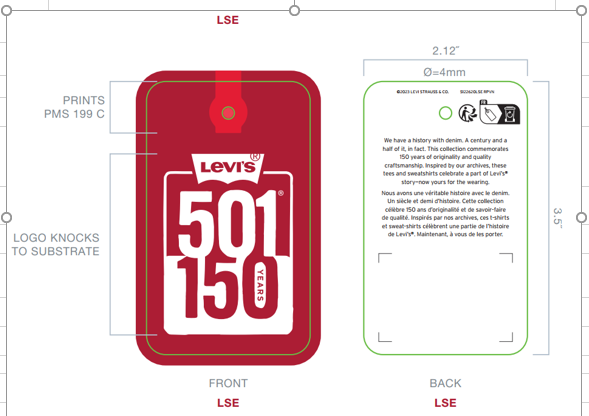 LSE
PRINTS
PMS 199 C
LOGO KNOCKS
TO SUBSTRATE
Levi's®
501®
150
YEARS
FRONT
LSE
2.12"
Ø=4mm
©2023 LEVI STRAUSS & CO.
FR
We have a history with denim. A century and a
half of it, in fact. This collection commemorates
150 years of originality and quality
craftsmanship. Inspired by our archives, these
tees and sweatshirts celebrate a part of Levi's®
story–now yours for the wearing.
Nous avons une véritable histoire avec le denim.
Un siècle et demi d'histoire. Cette collection
célèbre 150 ans d'originalité et de savoir-faire
de qualité. Inspirés par nos archives, ces t-shirts
et sweat-shirts célèbrent une partie de l'histoire
de Levi's®. Maintenant, à vous de les porter.
3.5"
BACK
LSE